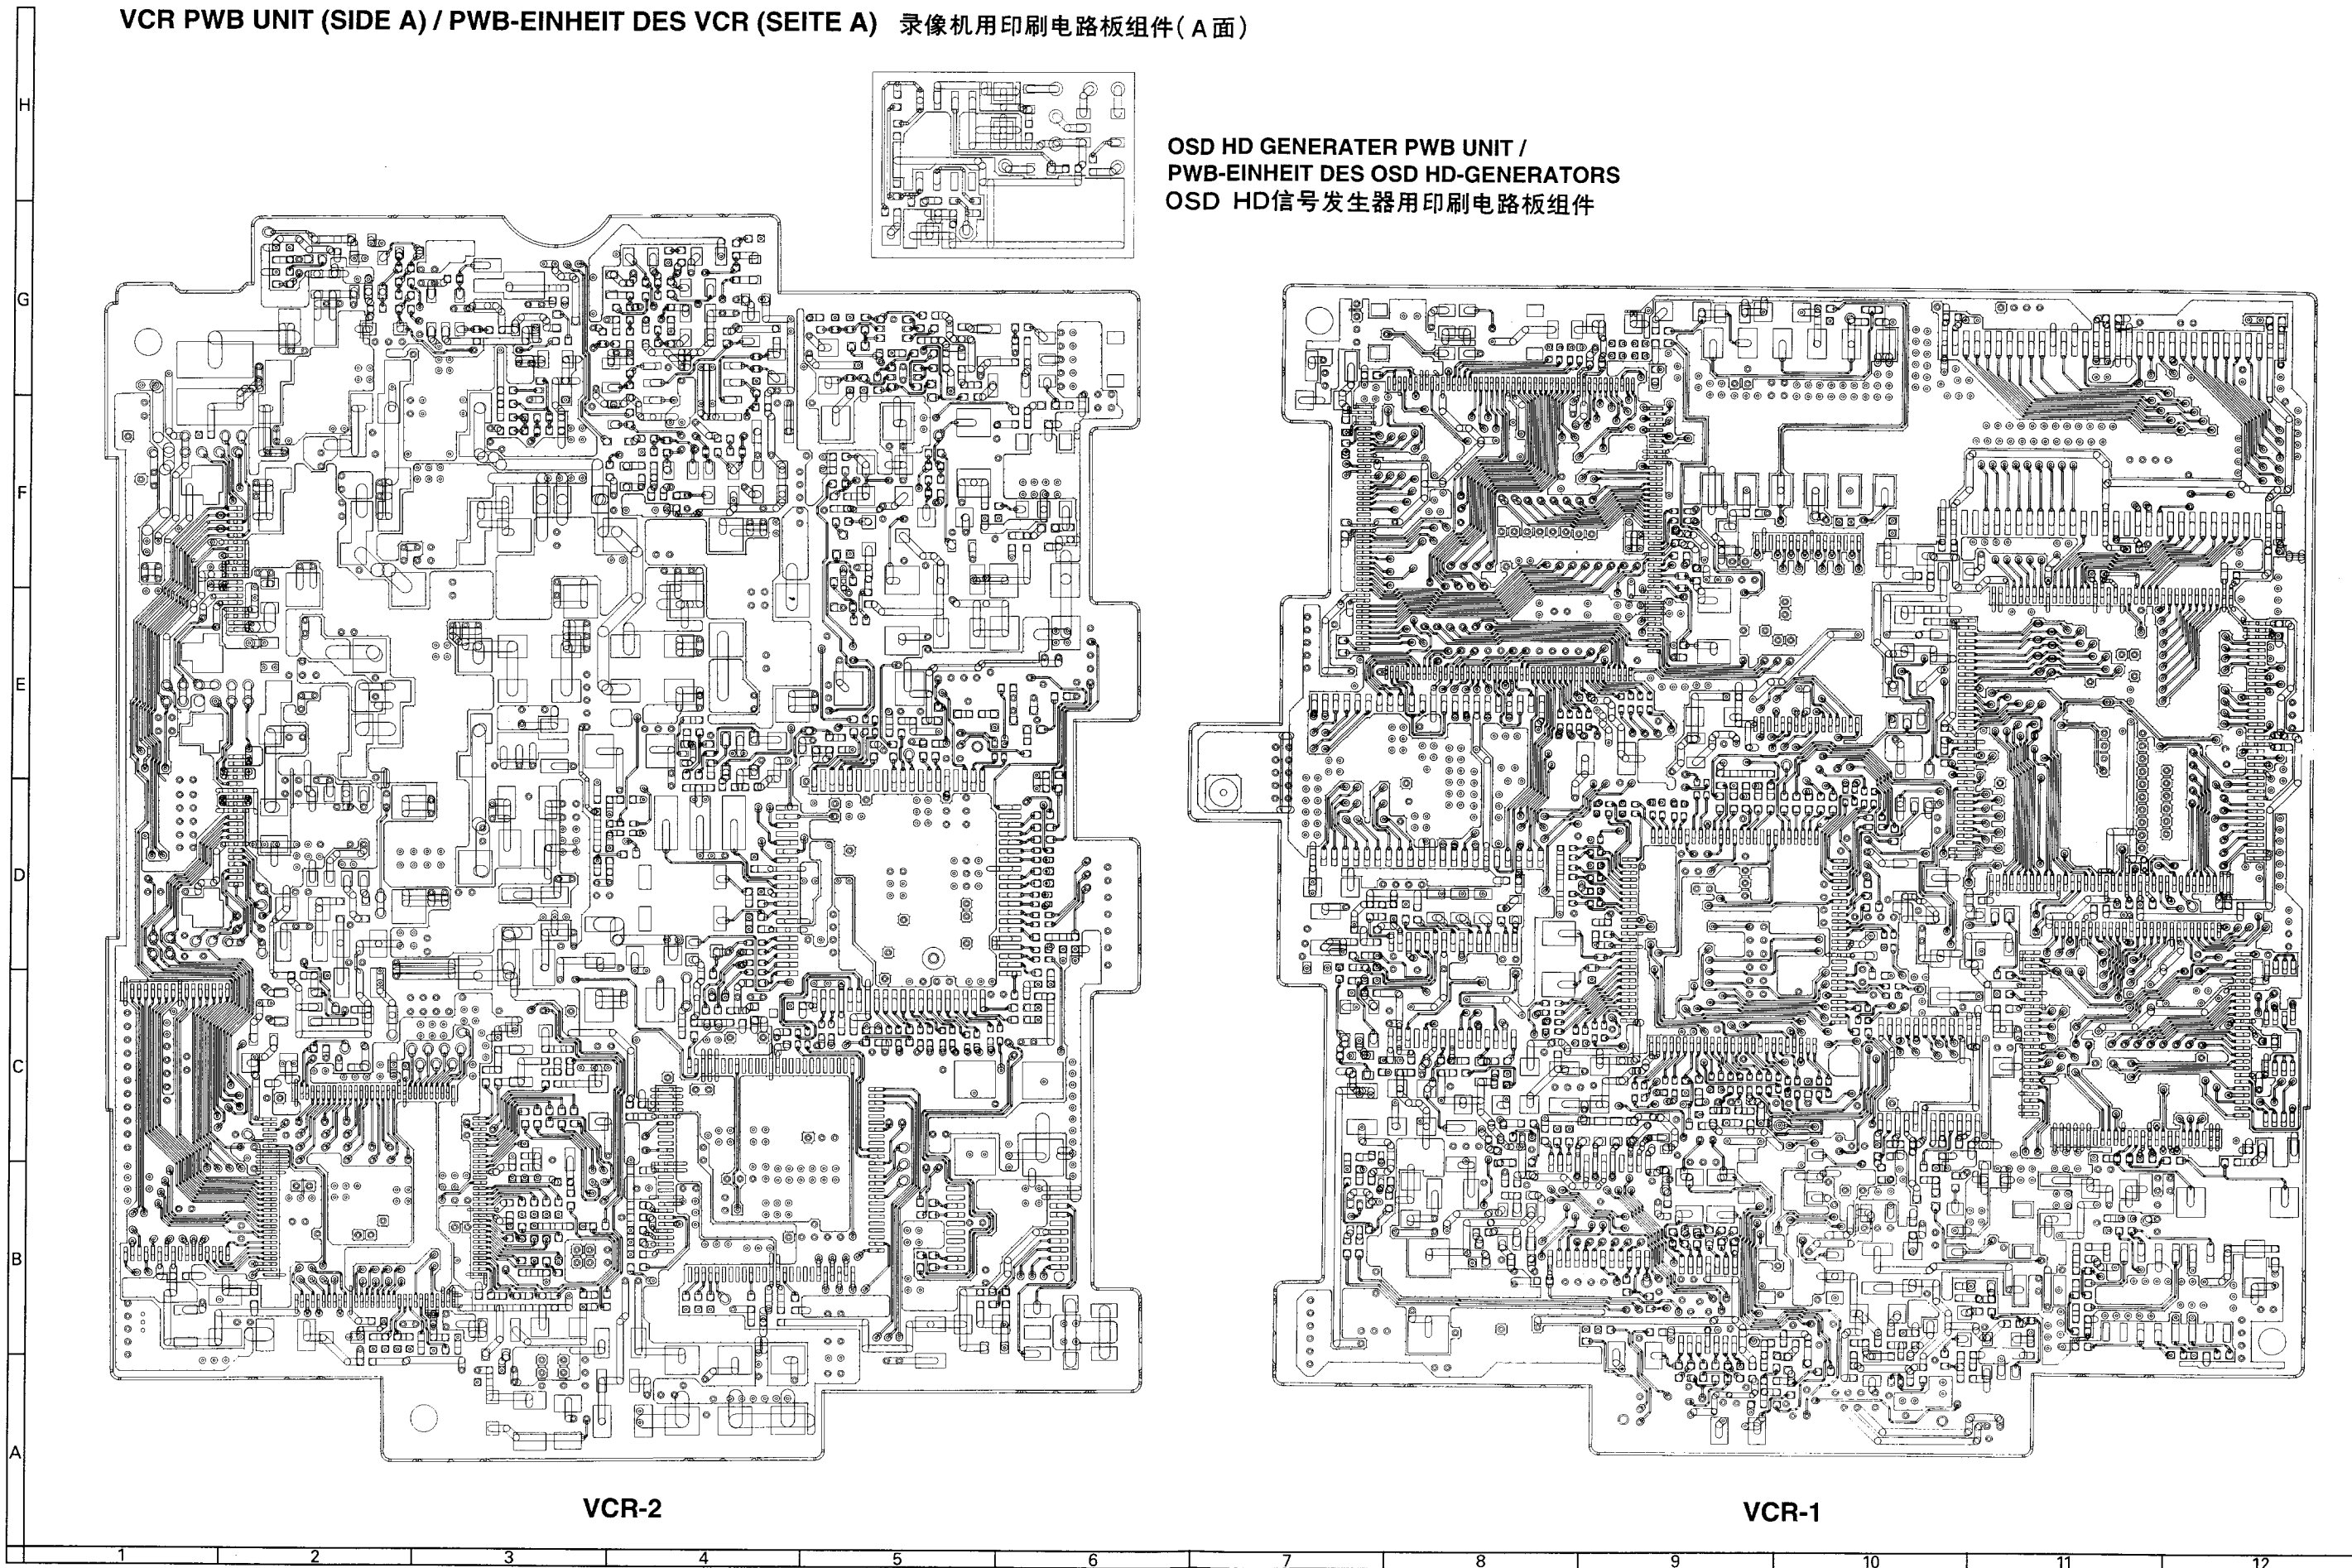 VCR PWB UNIT (SIDE A) / PWB-EINHEIT DES VCR (SEITE A) 录像机用印刷电路板组件(A面)
OSD HD GENERATER PWB UNIT /
PWB-EINHEIT DES OSD HD-GENERATORS
OSD HD信号发生器用印刷电路板组件
H
G
F
E
D
C
B
A
VCR-2
VCR-1
1 2 3 4 5 6 7 8 9 10 11 12